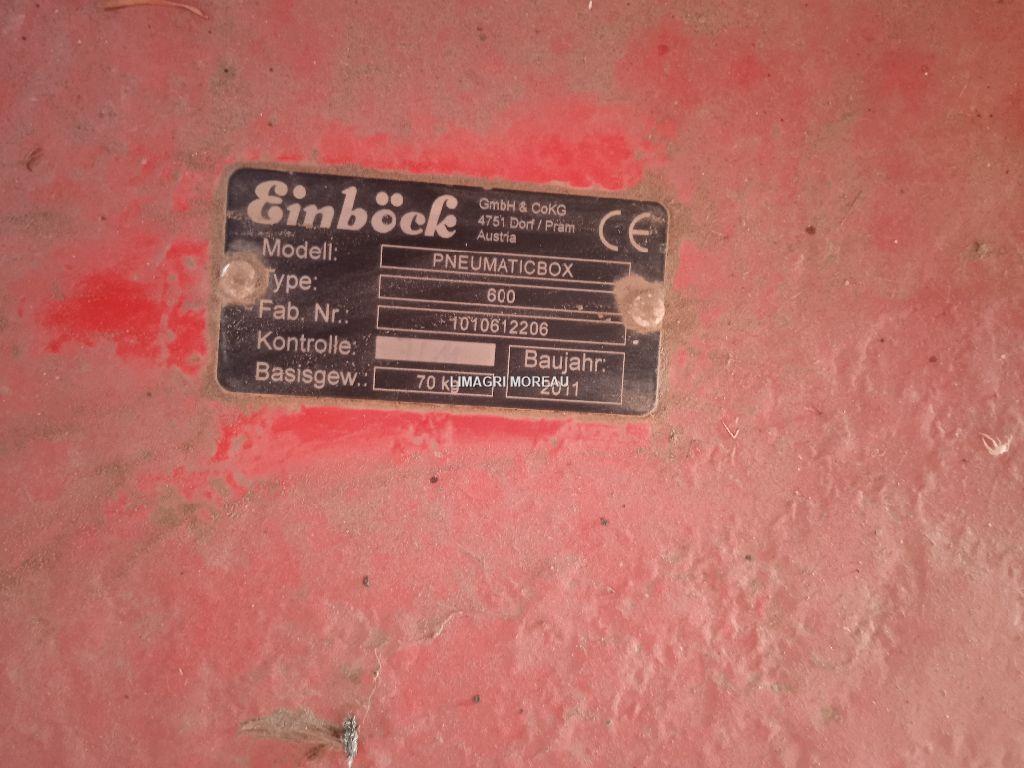 Einböck
GmbH & CoKG
4751 Dorf / Pram
Austria
CE
Modell: PNEUMATICBOX
Type: 600
Fab. Nr.: 1010612206
Kontrolle:
Baujahr: 2011
Basisgew.: 70 kg
LIMAGRI MOREAU